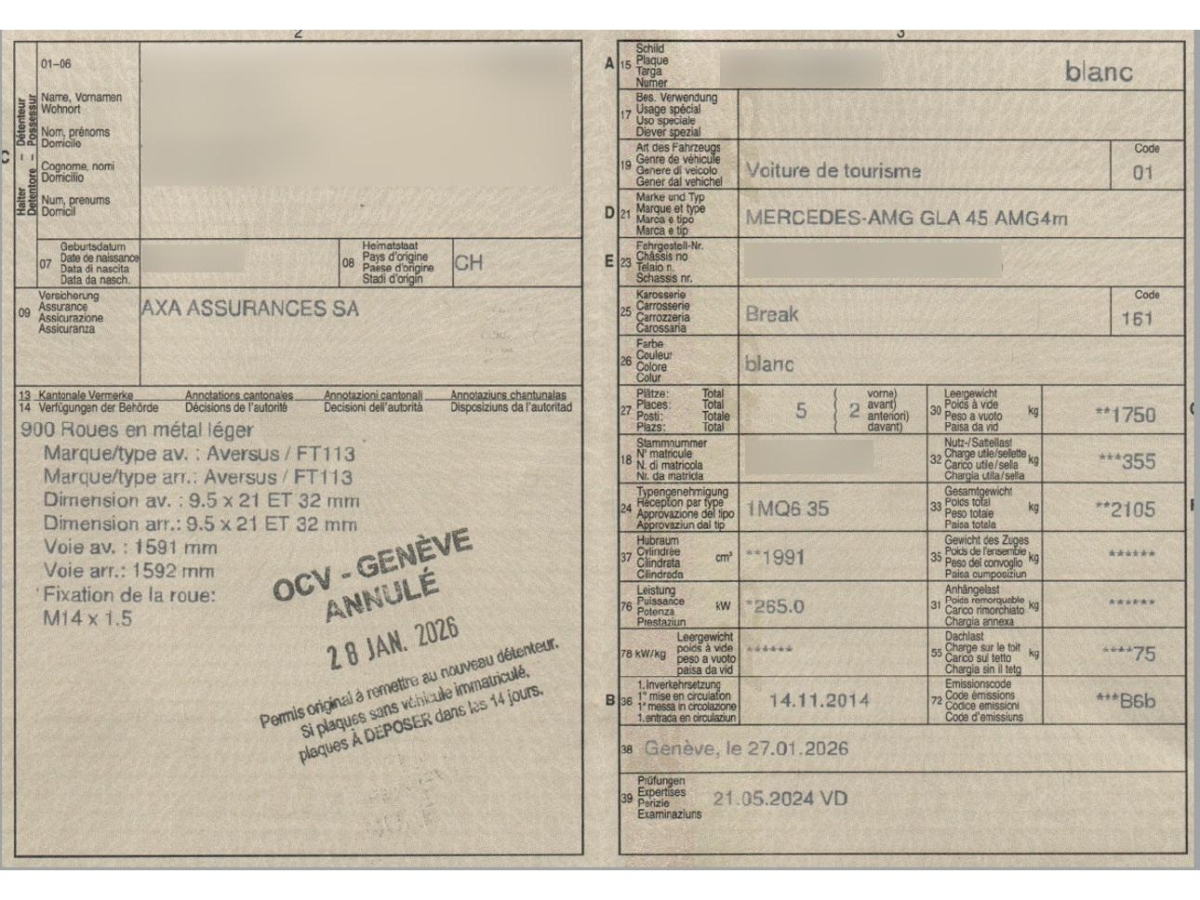 2
3
C
Halter – Détenteur
Detentore – Possessur
01–06
Name, Vornamen
Wohnort
Nom, prénoms
Domicile
Cognome, nomi
Domicilio
Num, prenums
Domicil
07
Geburtsdatum
Date de naissance
Data di nascita
Data da nasch.
08
Heimatstaat
Pays d'origine
Paese d'origine
Stadi d'origin
CH
09
Versicherung
Assurance
Assicurazione
Assicuranza
AXA ASSURANCES SA
13 Kantonale Vermerke Annotations cantonales Annotazioni cantonali Annotaziuns chantunalas
14 Verfügungen der Behörde Décisions de l'autorité Decisioni dell'autorità Disposiziuns da l'autoritad
900 Roues en métal léger
Marque/type av. : Aversus / FT113
Marque/type arr.: Aversus / FT113
Dimension av. : 9.5 x 21 ET 32 mm
Dimension arr.: 9.5 x 21 ET 32 mm
Voie av. : 1591 mm
Voie arr.: 1592 mm
Fixation de la roue:
M14 x 1.5
OCV - GENÈVE
ANNULÉ
28 JAN. 2026
Permis original à remettre au nouveau détenteur.
Si plaques sans véhicule immatriculé,
plaques À DÉPOSER dans les 14 jours.
A 15
Schild
Plaque
Targa
Numer
blanc
17
Bes. Verwendung
Usage spécial
Uso speciale
Diever spezial
19
Art des Fahrzeugs
Genre de véhicule
Genere di veicolo
Gener dal vehichel
Voiture de tourisme
Code
01
D 21
Marke und Typ
Marque et type
Marca e tipo
Marca e tip
MERCEDES-AMG GLA 45 AMG4m
E 23
Fahrgestell-Nr.
Châssis no
Telaio n.
Schassis nr.
25
Karosserie
Carrosserie
Carrozzeria
Carossaria
Break
Code
161
26
Farbe
Couleur
Colore
Colur
blanc
27
Plätze: Total
Places: Total
Posti: Totale
Plazs: Total
5
( 2
vorne)
avant)
anteriori)
davant)
30
Leergewicht
Poids à vide
Peso a vuoto
Paisa da vid
kg
**1750
18
Stammnummer
N° matricule
N. di matricola
Nr. da matricla
32
Nutz-/Sattellast
Charge utile/sellette
Carico utile/sella
Chargia utila/sella
kg
***355
24
Typengenehmigung
Réception par type
Approvazione del tipo
Approvaziun dal tip
1MQ6 35
33
Gesamtgewicht
Poids total
Peso totale
Paisa totala
kg
**2105
37
Hubraum
Cylindrée
Cilindrata
Cilindrada
cm³
**1991
35
Gewicht des Zuges
Poids de l'ensemble
Peso del convoglio
Paisa cumposiziun
kg
******
76
Leistung
Puissance
Potenza
Prestaziun
kW
*265.0
31
Anhängelast
Poids remorquable
Carico rimorchiato
Chargia annexa
kg
******
78 kW/kg
Leergewicht
poids à vide
peso a vuoto
paisa da vid
******
55
Dachlast
Charge sur le toit
Carico sul tetto
Chargia sin il tetg
kg
****75
B 36
1. Inverkehrsetzung
1re mise en circulation
1a messa in circolazione
1. entrada en circulaziun
14.11.2014
72
Emissionscode
Code émissions
Codice emissioni
Code d'emissiuns
***B6b
38 Genève, le 27.01.2026
39
Prüfungen
Expertises
Perizie
Examinaziuns
21.05.2024 VD